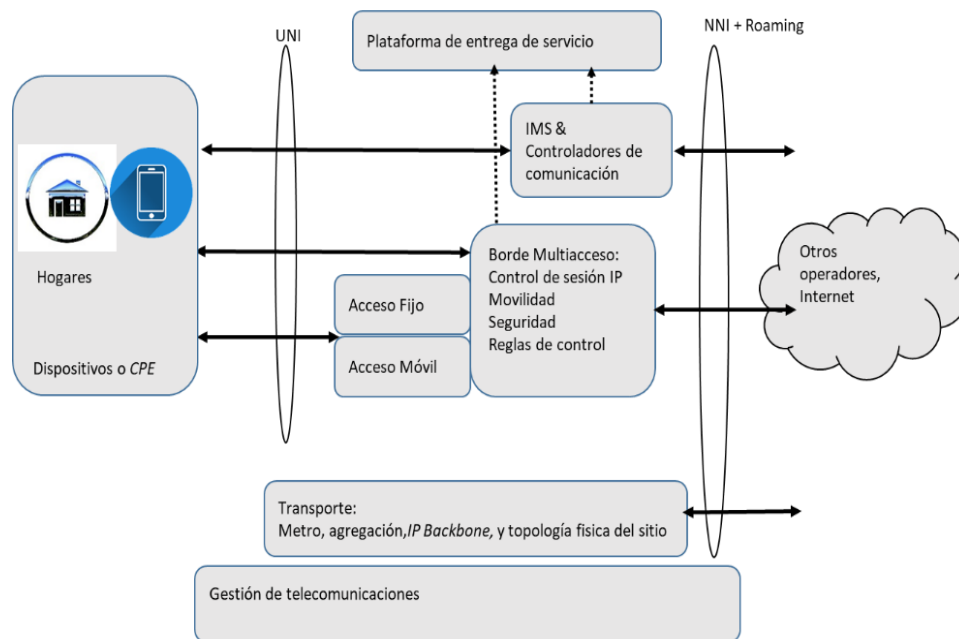 UNI
NNI + Roaming
Plataforma de entrega de servicio
IMS &
Controladores de
comunicación
Hogares
Dispositivos o CPE
Acceso Fijo
Acceso Móvil
Borde Multiacceso:
Control de sesión IP
Movilidad
Seguridad
Reglas de control
Otros
operadores,
Internet
Transporte:
Metro, agregación,IP Backbone, y topología fisica del sitio
Gestión de telecomunicaciones